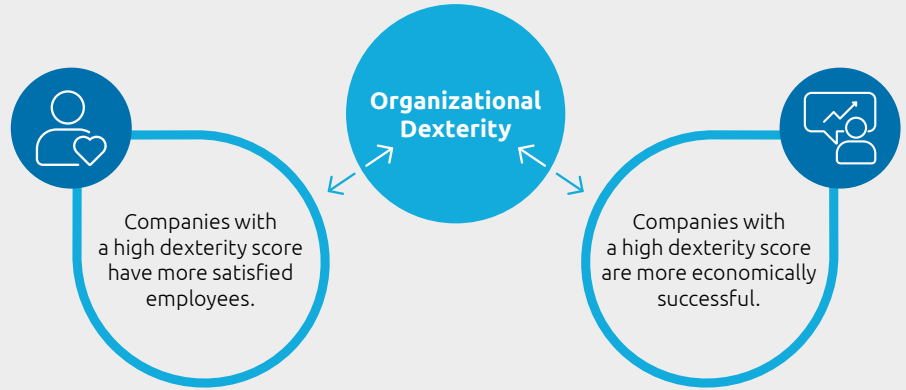 Organizational
Dexterity
Companies with
a high dexterity score
have more satisfied
employees.
Companies with
a high dexterity score
are more economically
successful.